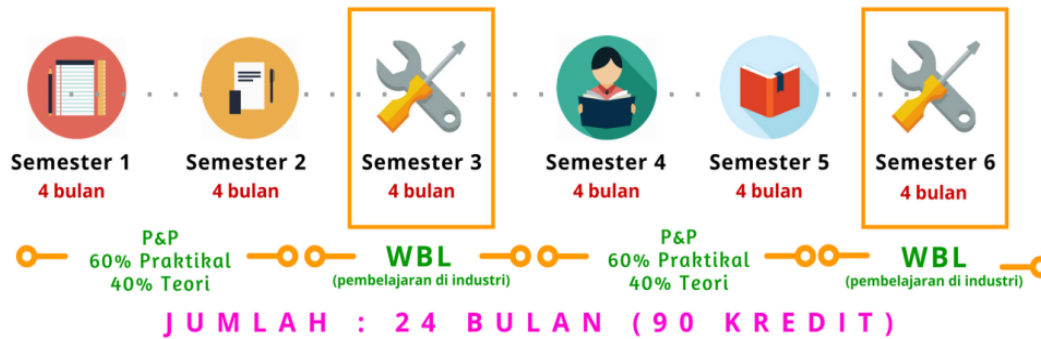 Semester 1
4 bulan
Semester 2
4 bulan
Semester 3
4 bulan
Semester 4
4 bulan
Semester 5
4 bulan
Semester 6
4 bulan
P&P
60% Praktikal
40% Teori
WBL
(pembelajaran di industri)
P&P
60% Praktikal
40% Teori
WBL
(pembelajaran di industri)
JUMLAH : 24 BULAN (90 KREDIT)